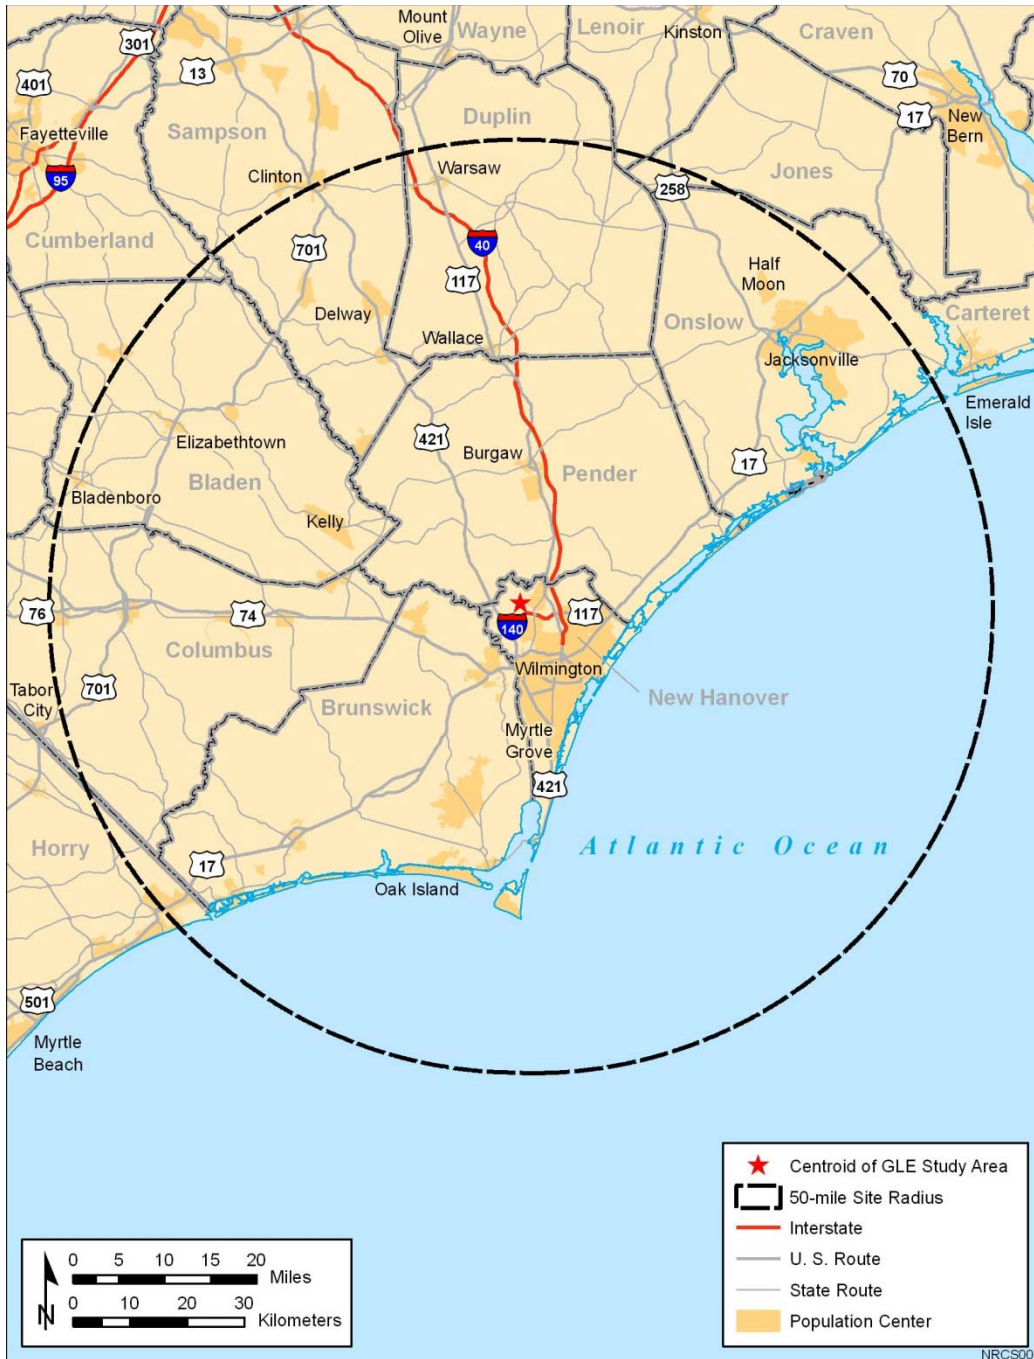 Mount
Olive
Wayne
Lenoir
Kinston
Craven
301
13
401
70
17
New
Bern
Fayetteville
Sampson
Duplin
Jones
95
Clinton
Warsaw
258
Cumberland
701
40
117
Half
Moon
Delway
Wallace
Onslow
Carteret
Jacksonville
Emerald
Isle
421
Elizabethtown
Burgaw
Pender
17
Bladen
Bladenboro
Kelly
76
74
140
117
Columbus
Wilmington
Tabor
City
701
Brunswick
New Hanover
Myrtle
Grove
421
Horry
17
Atlantic Ocean
Oak Island
501
Myrtle
Beach
0 5 10 15 20
Miles
0 10 20 30
Kilometers
N
Centroid of GLE Study Area
50-mile Site Radius
Interstate
U. S. Route
State Route
Population Center
NRCS00